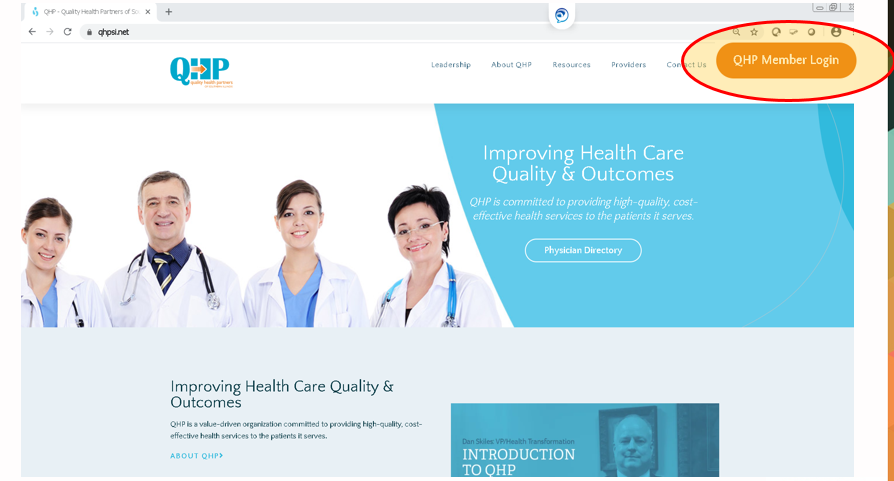 QHP - Quality Health Partners of So
qhpsi.net
QHP
quality health partners
Leadership
About QHP
Resources
Providers
Contact Us
QHP Member Login
Improving Health Care
Quality & Outcomes
QHP is committed to providing high-quality, cost-
effective health services to the patients it serves.
Physician Directory
Improving Health Care Quality &
Outcomes
QHP is a value-driven organization committed to providing high-quality, cost-
effective health services to the patients it serves.
ABOUT QHP>
Dan Skiles VP/Health Transformation
INTRODUCTION
TO QHP